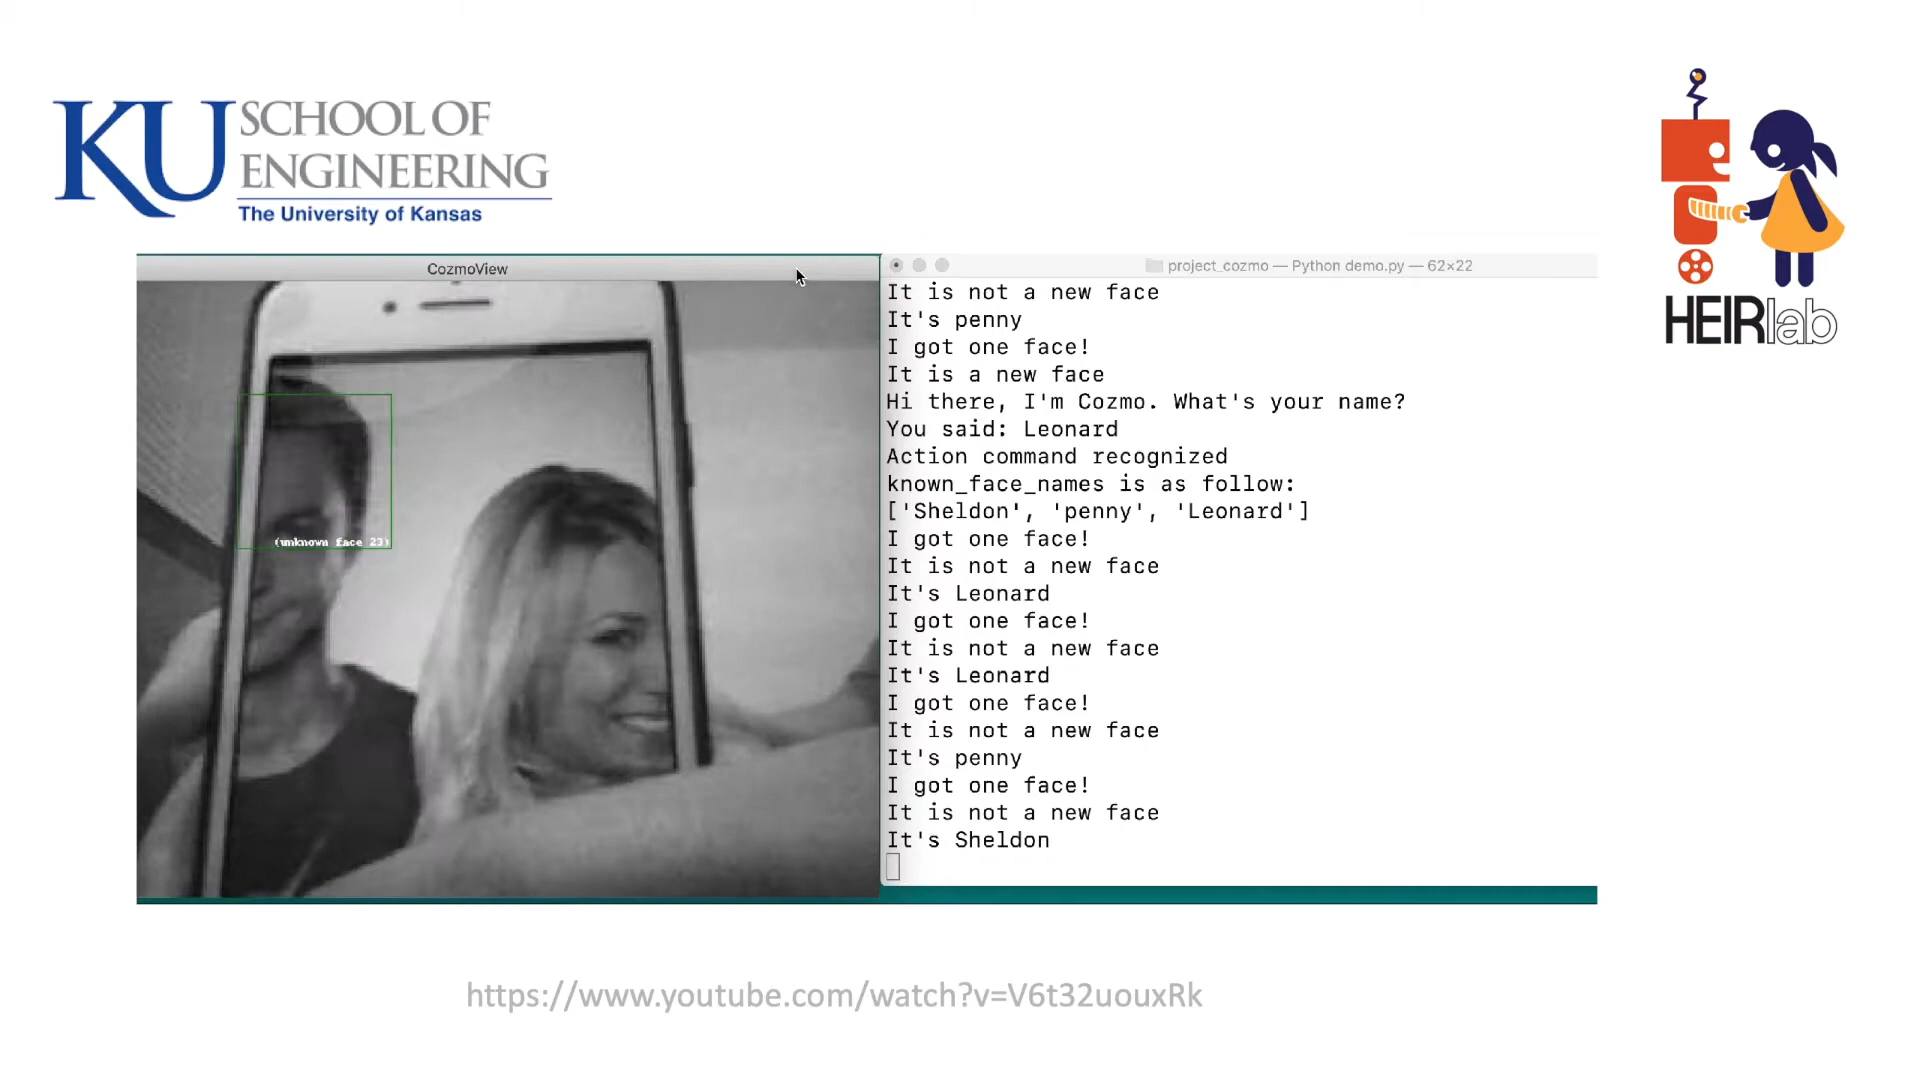 KU SCHOOL OF
ENGINEERING
The University of Kansas
HEIRlab
CozmoView
(unknown face 23)
project_cozmo — Python demo.py — 62×22
It is not a new face
It's penny
I got one face!
It is a new face
Hi there, I'm Cozmo. What's your name?
You said: Leonard
Action command recognized
known_face_names is as follow:
['Sheldon', 'penny', 'Leonard']
I got one face!
It is not a new face
It's Leonard
I got one face!
It is not a new face
It's Leonard
I got one face!
It is not a new face
It's penny
I got one face!
It is not a new face
It's Sheldon
https://www.youtube.com/watch?v=V6t32uouxRk